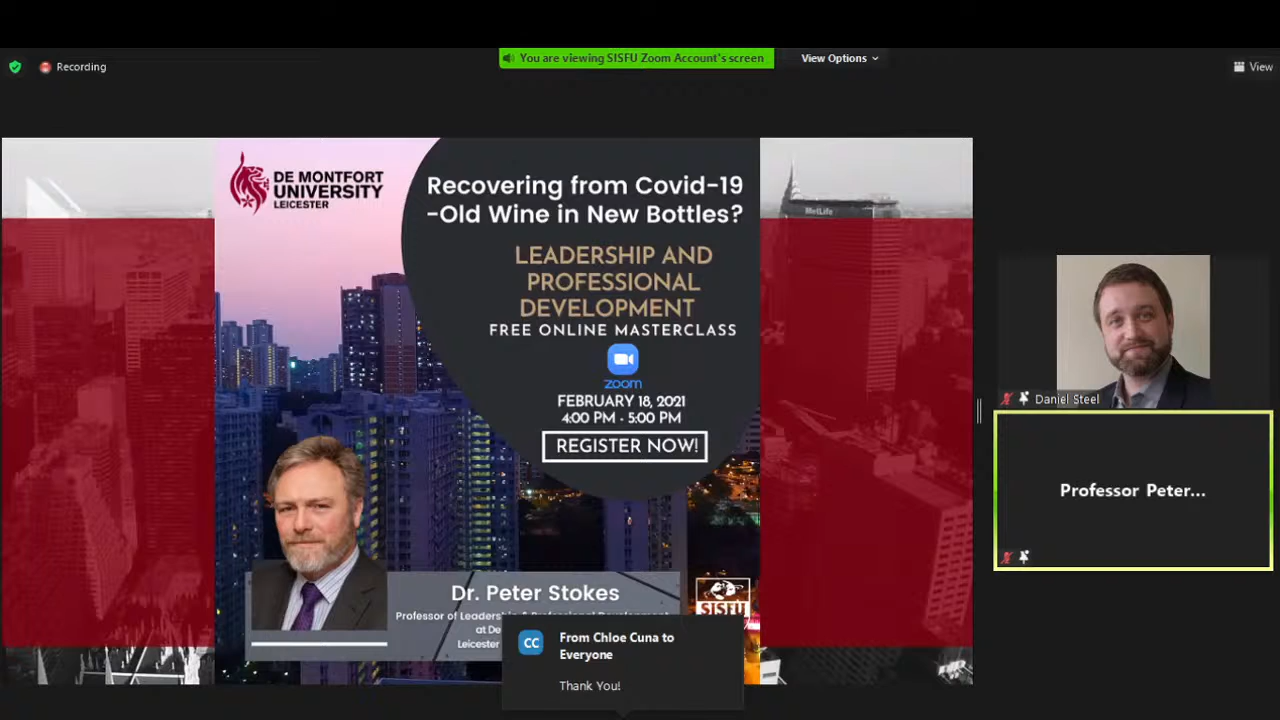 You are viewing SISFU Zoom Account's screen
View Options
Recording
View
DE MONTFORT
UNIVERSITY
LEICESTER
Recovering from Covid-19
-Old Wine in New Bottles?
LEADERSHIP AND
PROFESSIONAL
DEVELOPMENT
FREE ONLINE MASTERCLASS
zoom
FEBRUARY 18, 2021
4:00 PM - 5:00 PM
REGISTER NOW!
MetLife
Dr. Peter Stokes
Professor of Leadership & Professional Development
at De
Leicester
SISFU
CC
From Chloe Cuna to
Everyone
Thank You!
Daniel Steel
Professor Peter...